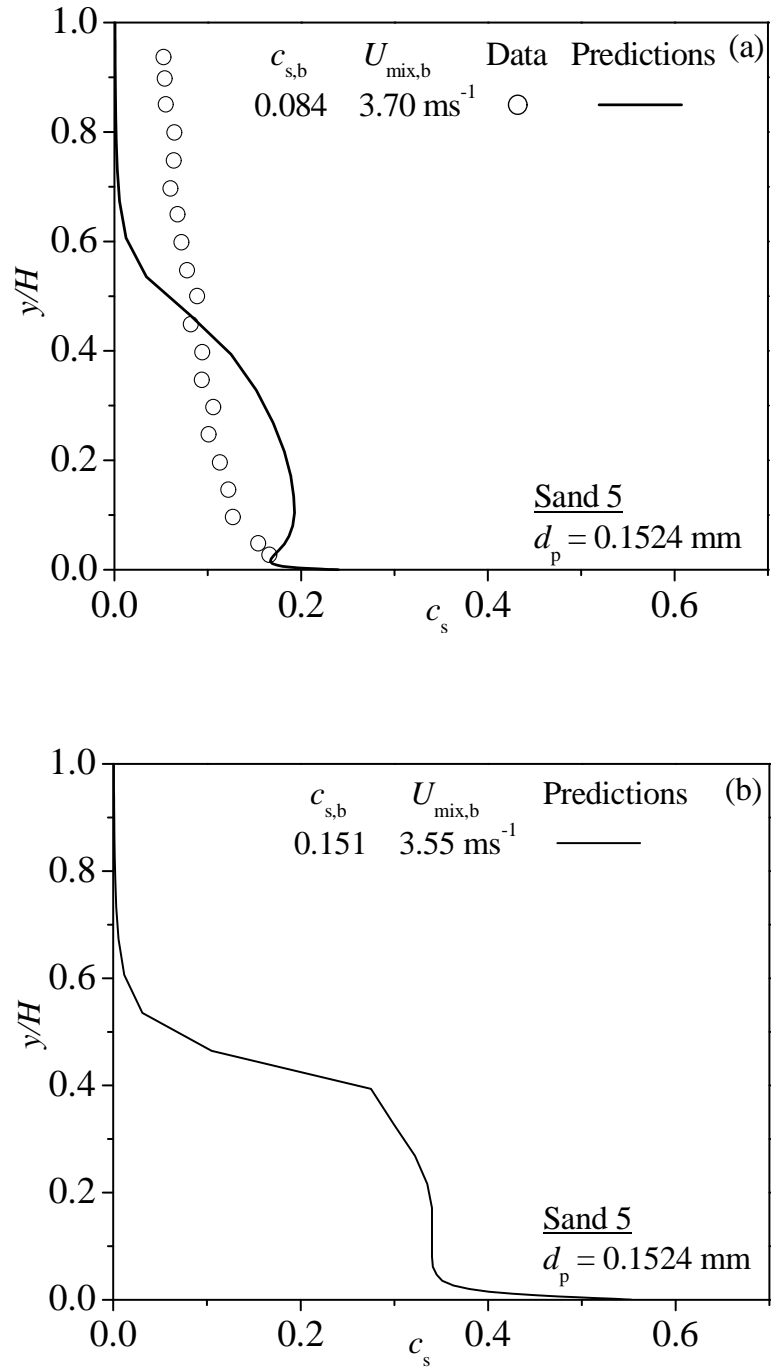 (a)
c_s,b U_mix,b Data Predictions
0.084 3.70 ms^-1
Sand 5
d_p = 0.1524 mm
y/H
1.0
0.8
0.6
0.4
0.2
0.0
0.0 0.2 0.4 0.6
c_s
(b)
c_s,b U_mix,b Predictions
0.151 3.55 ms^-1
Sand 5
d_p = 0.1524 mm
y/H
1.0
0.8
0.6
0.4
0.2
0.0
0.0 0.2 0.4 0.6
c_s